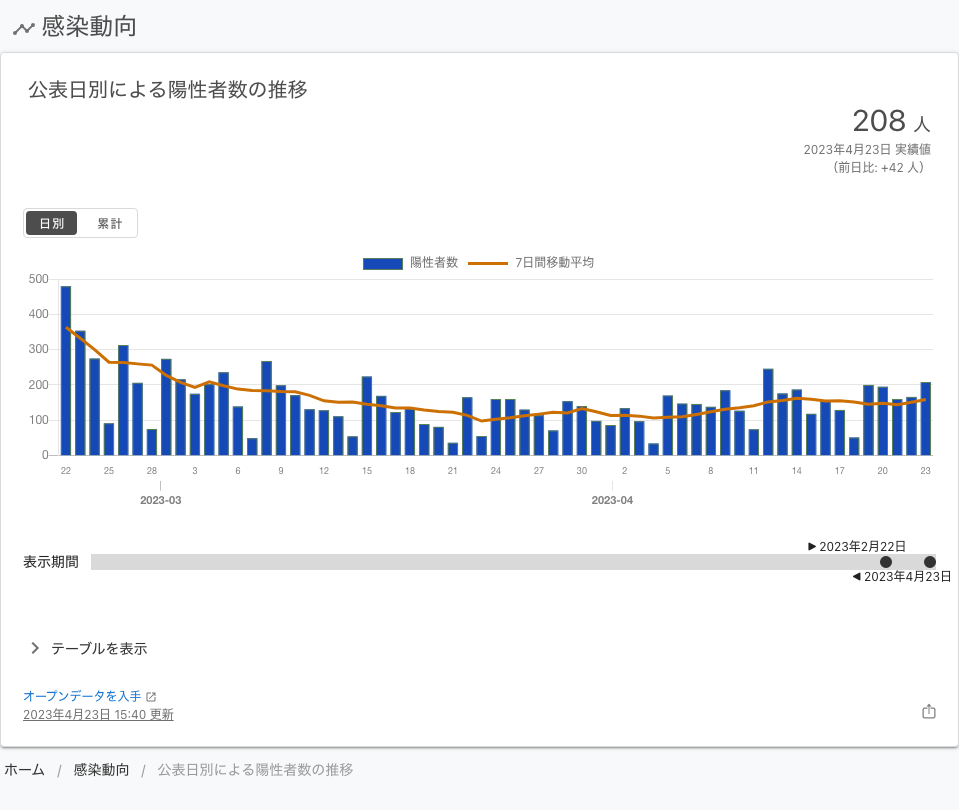 感染動向
公表日別による陽性者数の推移
208 人
2023年4月23日 実績値
（前日比: +42 人）
日別 累計
陽性者数 7日間移動平均
500
400
300
200
100
0
22 25 28 3 6 9 12 15 18 21 24 27 30 2 5 8 11 14 17 20 23
2023-03 2023-04
▶ 2023年2月22日
表示期間
◀ 2023年4月23日
テーブルを表示
オープンデータを入手
2023年4月23日 15:40 更新
ホーム / 感染動向 / 公表日別による陽性者数の推移